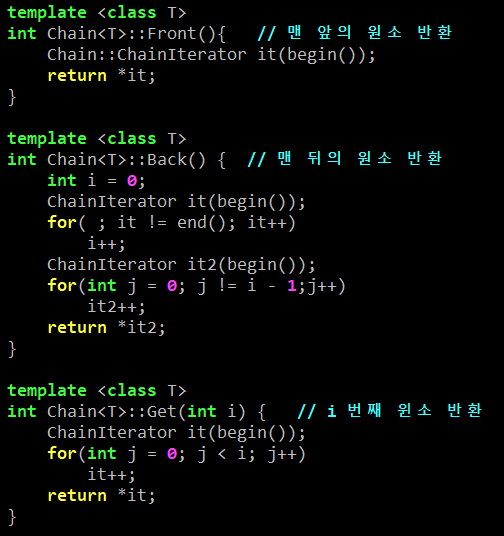 template <class T>
int Chain<T>::Front(){   // 맨 앞의 원소 반환
    Chain::ChainIterator it(begin());
    return *it;
}
template <class T>
int Chain<T>::Back() {  // 맨 뒤의 원소 반환
    int i = 0;
    ChainIterator it(begin());
    for( ; it != end(); it++)
        i++;
    ChainIterator it2(begin());
    for(int j = 0; j != i - 1;j++)
        it2++;
    return *it2;
}
template <class T>
int Chain<T>::Get(int i) {   // i 번째 원소 반환
    ChainIterator it(begin());
    for(int j = 0; j < i; j++)
        it++;
    return *it;
}